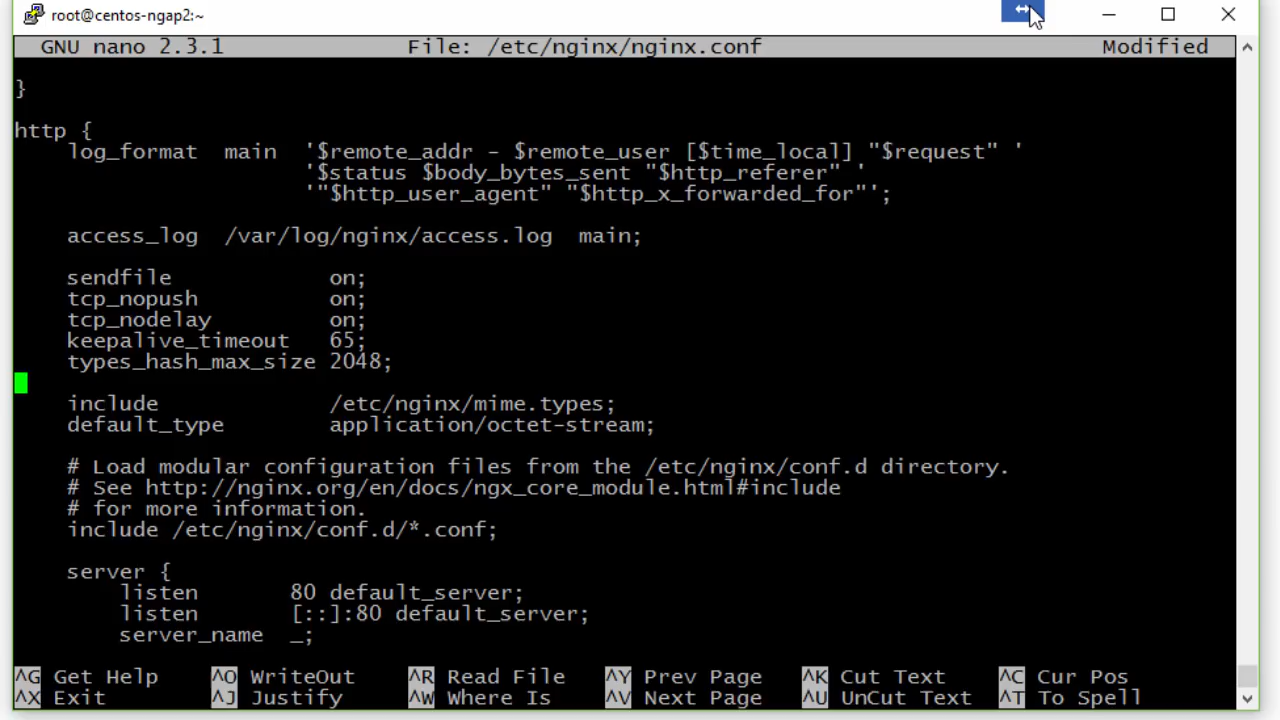 root@centos-ngap2:~
GNU nano 2.3.1 File: /etc/nginx/nginx.conf Modified
}
http {
log_format main '$remote_addr - $remote_user [$time_local] "$request" '
'$status $body_bytes_sent "$http_referer" '
'"$http_user_agent" "$http_x_forwarded_for"';
access_log /var/log/nginx/access.log main;
sendfile on;
tcp_nopush on;
tcp_nodelay on;
keepalive_timeout 65;
types_hash_max_size 2048;
include /etc/nginx/mime.types;
default_type application/octet-stream;
# Load modular configuration files from the /etc/nginx/conf.d directory.
# See http://nginx.org/en/docs/ngx_core_module.html#include
# for more information.
include /etc/nginx/conf.d/*.conf;
server {
listen 80 default_server;
listen [::]:80 default_server;
server_name _;
^G Get Help ^O WriteOut ^R Read File ^Y Prev Page ^K Cut Text ^C Cur Pos
^X Exit ^J Justify ^W Where Is ^V Next Page ^U UnCut Text ^T To Spell